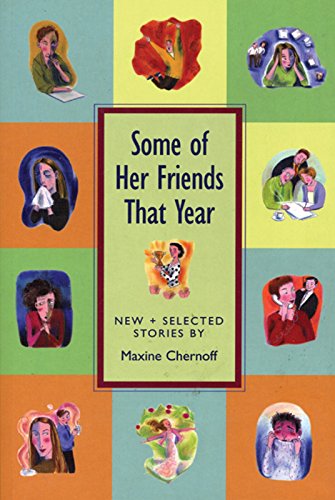 Some of
Her Friends
That Year
NEW + SELECTED
STORIES BY
Maxine Chernoff